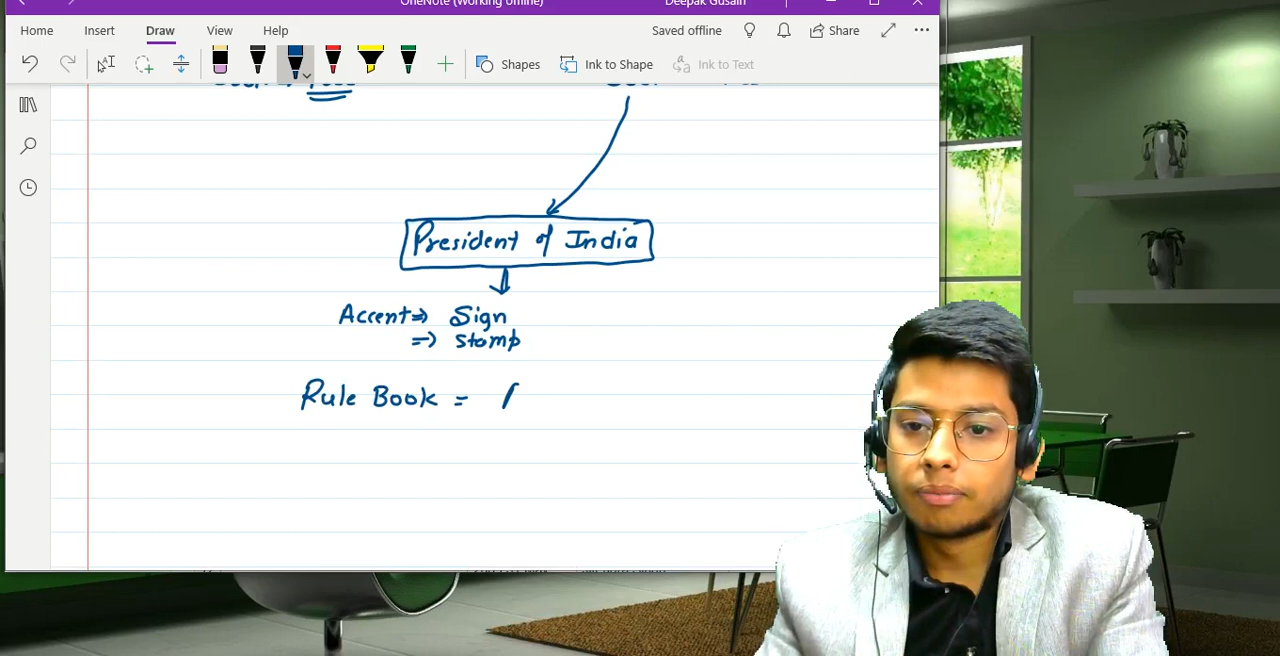 OneNote (Working offline)
Deepak Gusain
Home Insert Draw View Help
Saved offline
Share
Shapes
Ink to Shape
Ink to Text
President of India
Accent ⇒ Sign
=> Stomp
Rule Book =